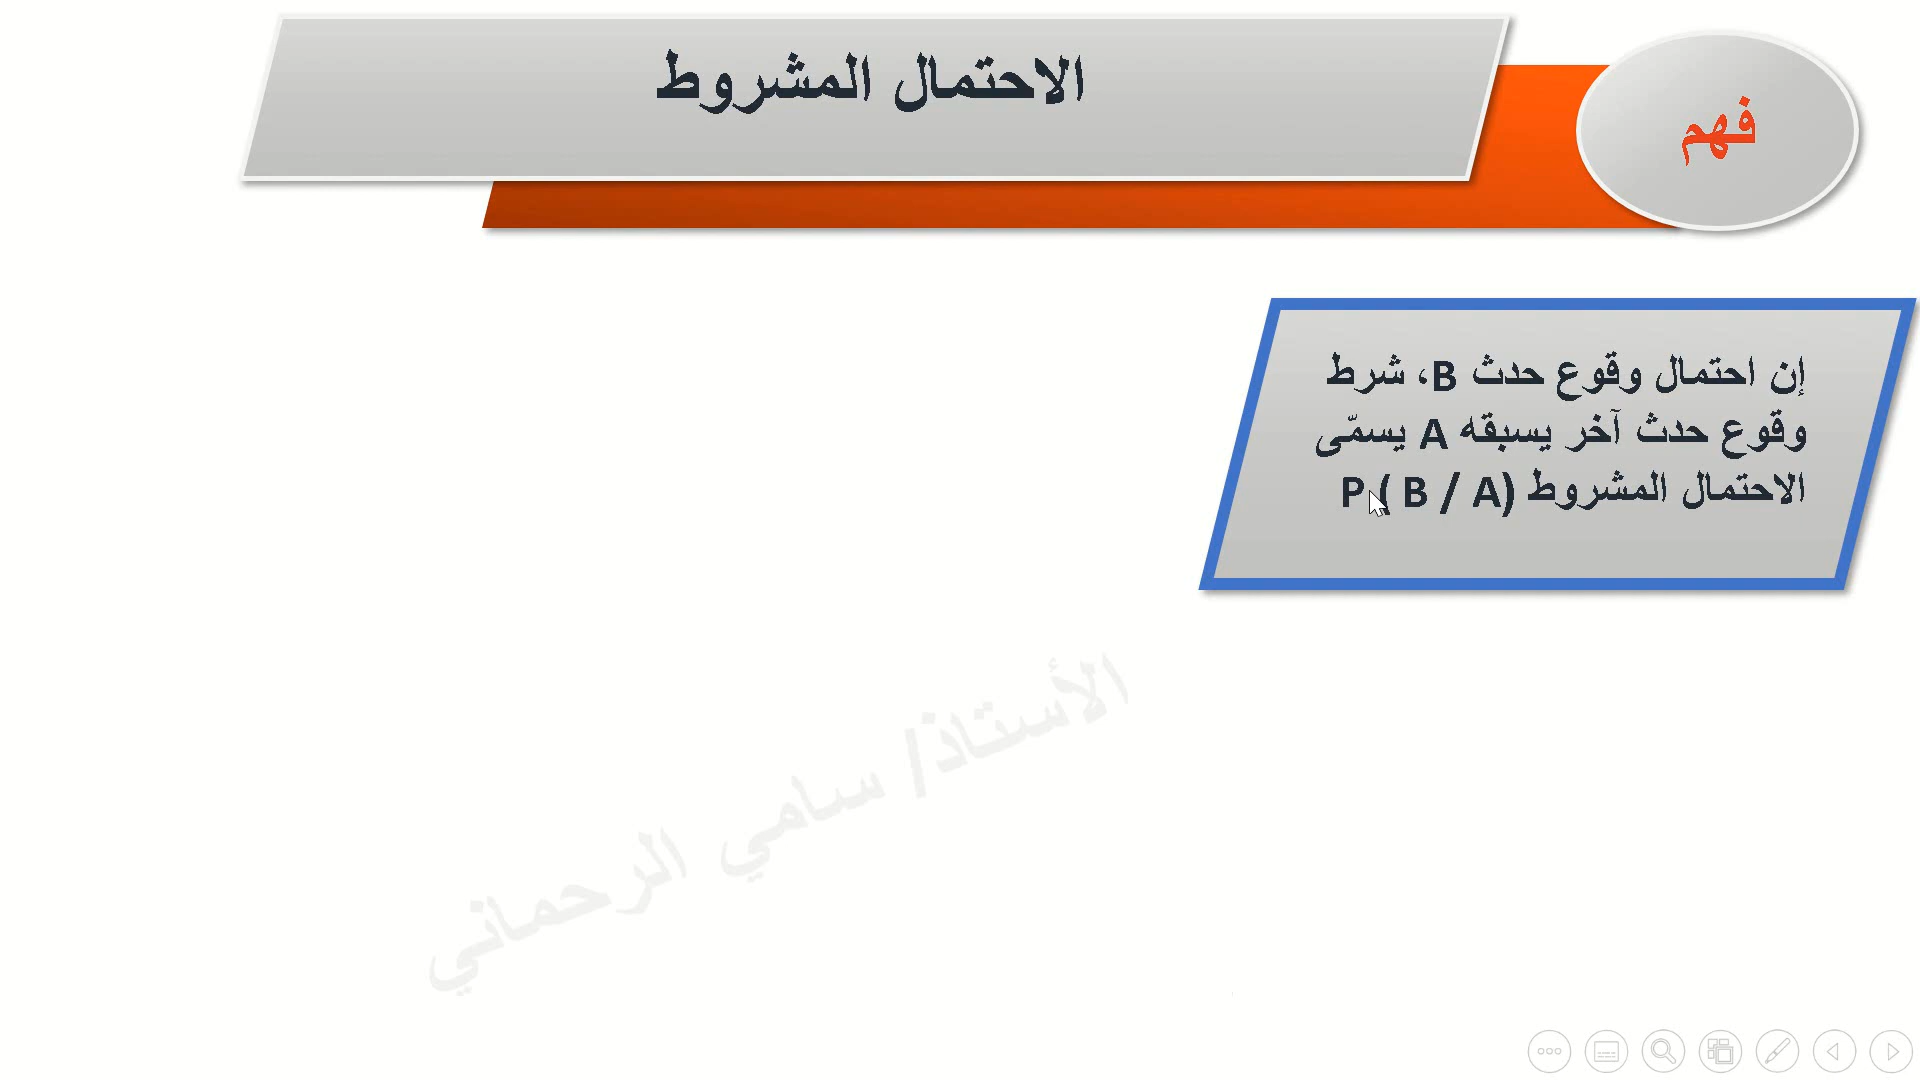 الاحتمال المشروط
فهم
إن احتمال وقوع حدث B، شرط
وقوع حدث آخر يسبقه A يسمّى
الاحتمال المشروط P ( B / A)
الأستاذ/ سامي الرحماني